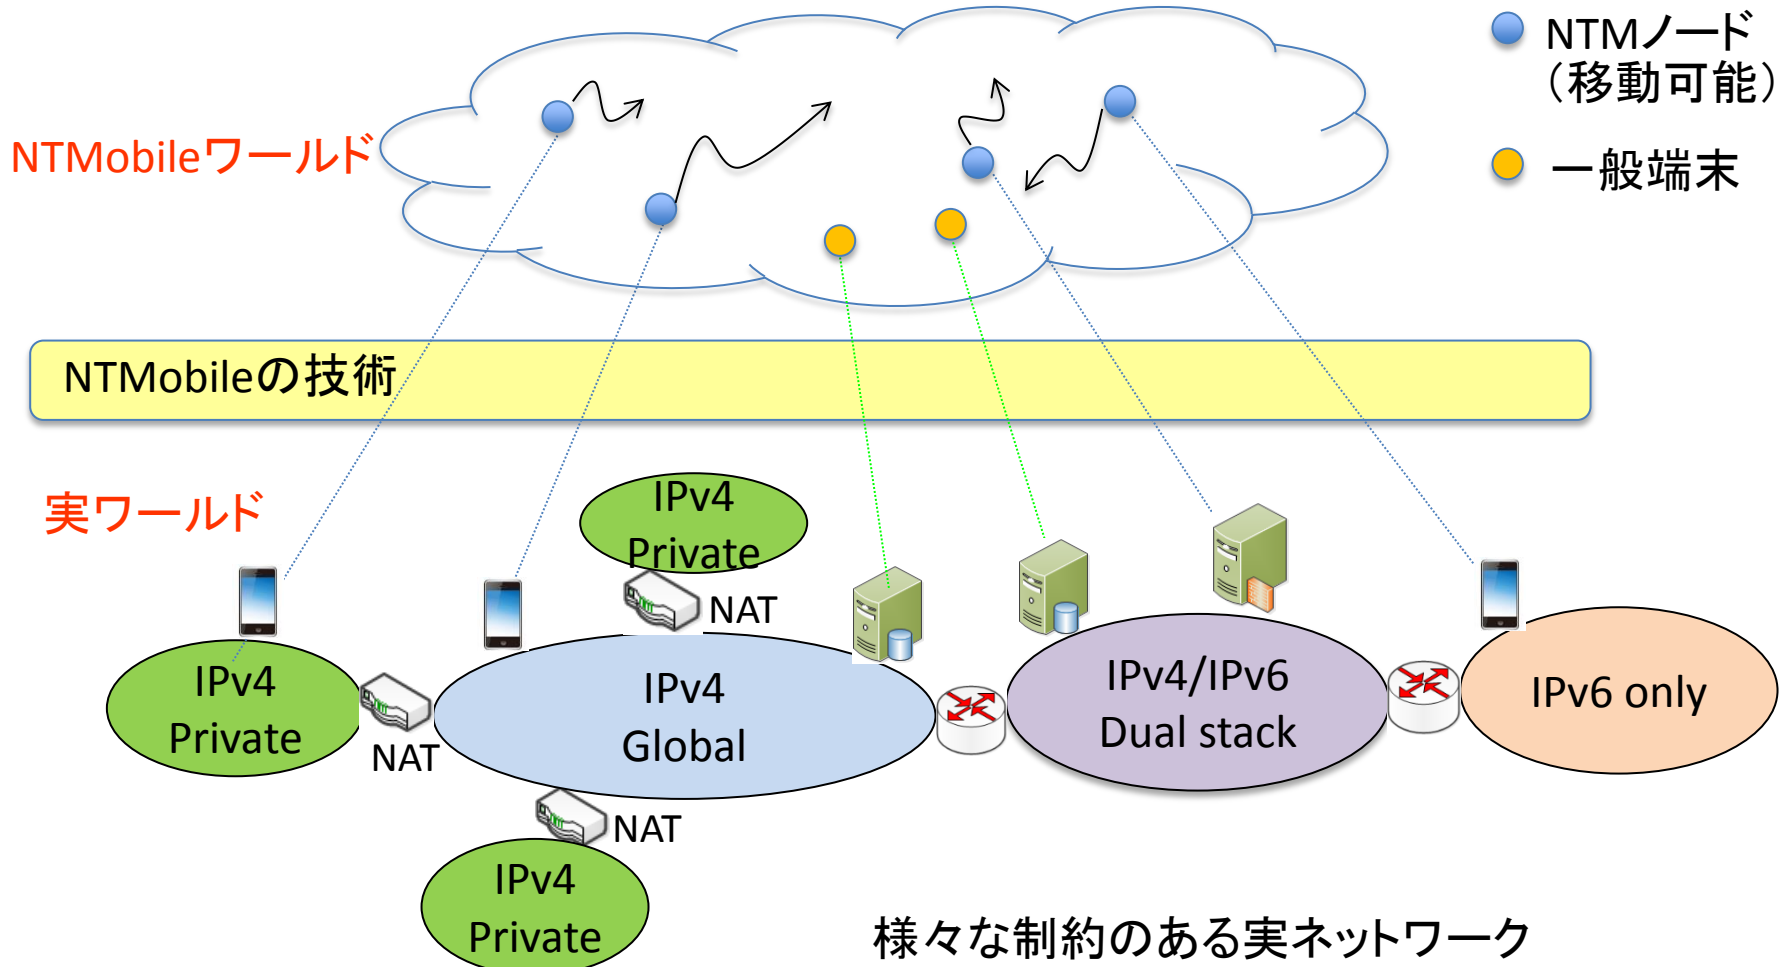 NTMノード
（移動可能）
NTMobileワールド
一般端末
NTMobileの技術
実ワールド
IPv4
Private
NAT
IPv4
Private
NAT
IPv4
Global
IPv4/IPv6
Dual stack
IPv6 only
NAT
IPv4
Private
様々な制約のある実ネットワーク